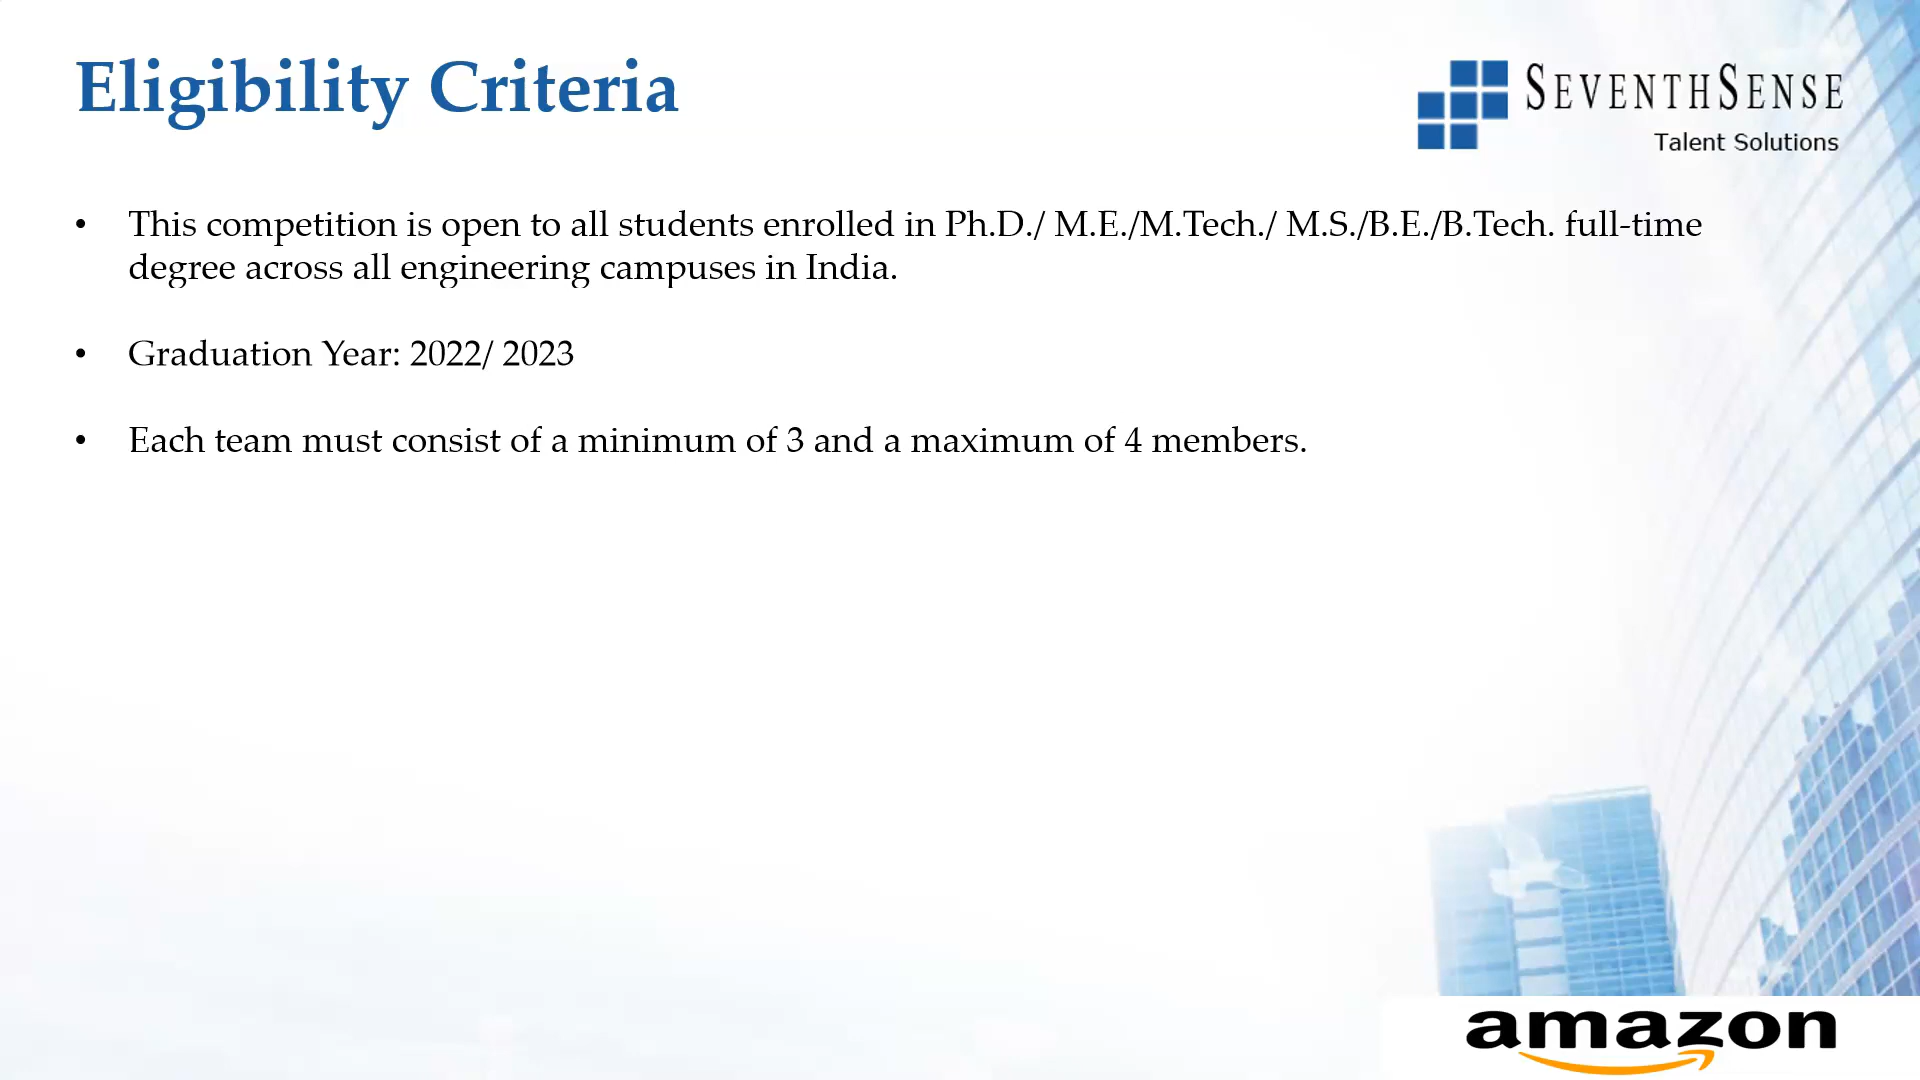 Eligibility Criteria
SEVENTHSENSE
Talent Solutions
• This competition is open to all students enrolled in Ph.D./ M.E./M.Tech./ M.S./B.E./B.Tech. full-time
degree across all engineering campuses in India.
• Graduation Year: 2022/ 2023
• Each team must consist of a minimum of 3 and a maximum of 4 members.
amazon